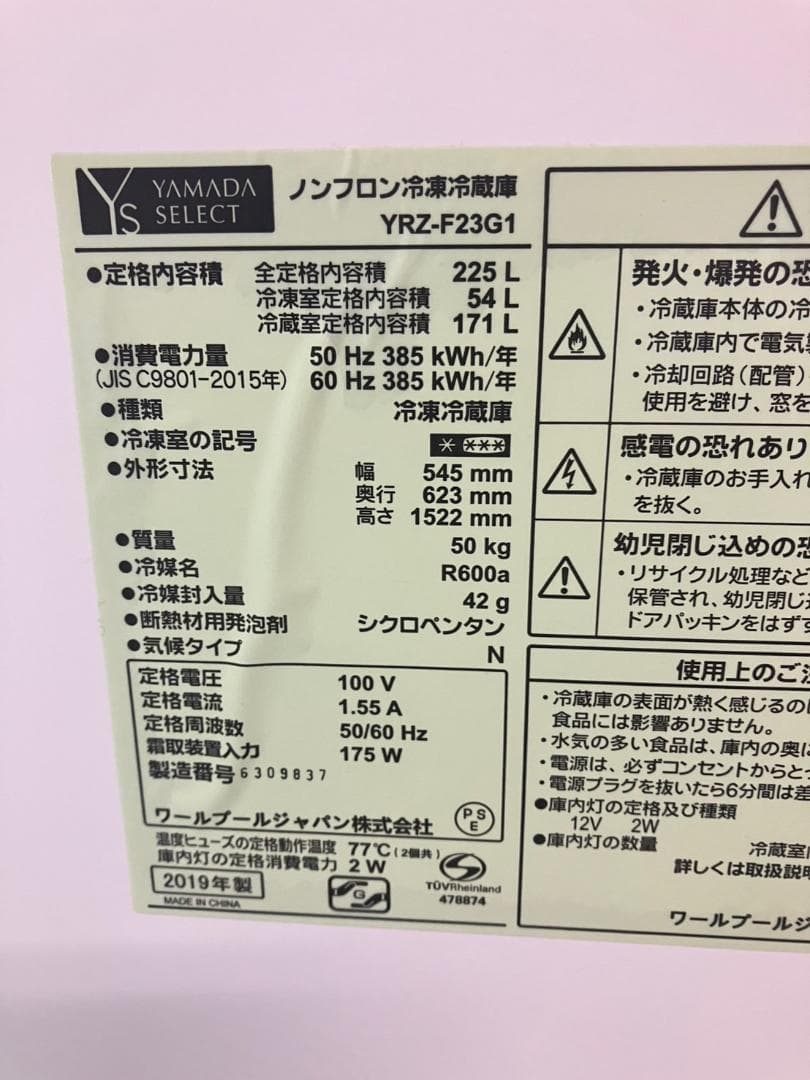 YS YAMADA SELECT
ノンフロン冷凍冷蔵庫
YRZ-F23G1
●定格内容積 全定格内容積 225 L
冷凍室定格内容積 54 L
冷蔵室定格内容積 171 L
●消費電力量 50 Hz 385 kWh/年
(JIS C9801-2015年) 60 Hz 385 kWh/年
●種類 冷凍冷蔵庫
●冷凍室の記号
●外形寸法 幅 545 mm
奥行 623 mm
高さ 1522 mm
●質量 50 kg
●冷媒名 R600a
●冷媒封入量 42 g
●断熱材用発泡剤 シクロペンタン
●気候タイプ N
定格電圧 100 V
定格電流 1.55 A
定格周波数 50/60 Hz
霜取装置入力 175 W
製造番号 6309837
ワールプールジャパン株式会社
PSE
温度ヒューズの定格動作温度 77℃(2個共)
庫内灯の定格消費電力 2 W
2019年製
MADE IN CHINA
G
TÜVRheinland
478874
発火・爆発の恐
・冷蔵庫本体の冷
・冷蔵庫内で電気
・冷却回路(配管)
使用を避け、窓を
感電の恐れあり
・冷蔵庫のお手入れ
を抜く。
幼児閉じ込めの恐
・リサイクル処理など
保管され、幼児閉じ
ドアパッキンをはず
使用上のご注
・冷蔵庫の表面が熱く感じるの
食品には影響ありません。
・水気の多い食品は、庫内の奥に
・電源は、必ずコンセントからと
・電源プラグを抜いたら6分間は差
●庫内灯の定格及び種類
12V 2W
●庫内灯の数量
冷蔵室
詳しくは取扱説
ワールプールジ